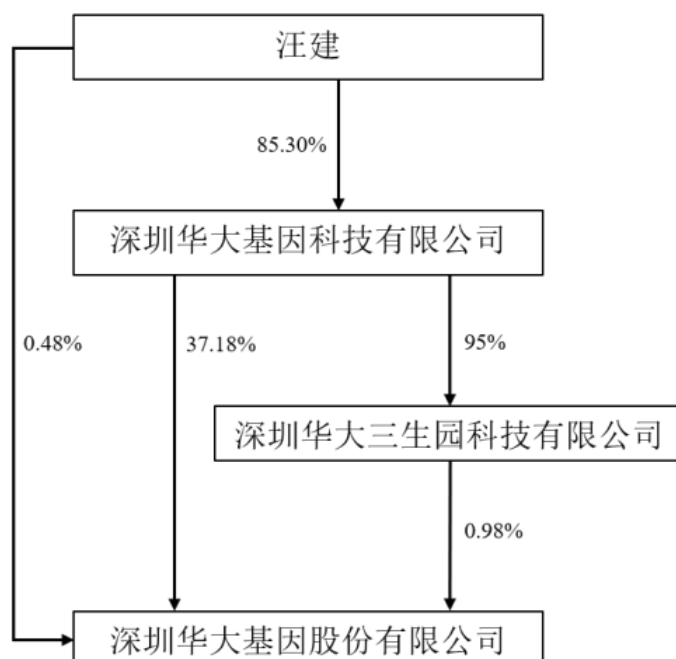 汪建
85.30%
深圳华大基因科技有限公司
0.48%
37.18%
95%
深圳华大三生园科技有限公司
0.98%
深圳华大基因股份有限公司